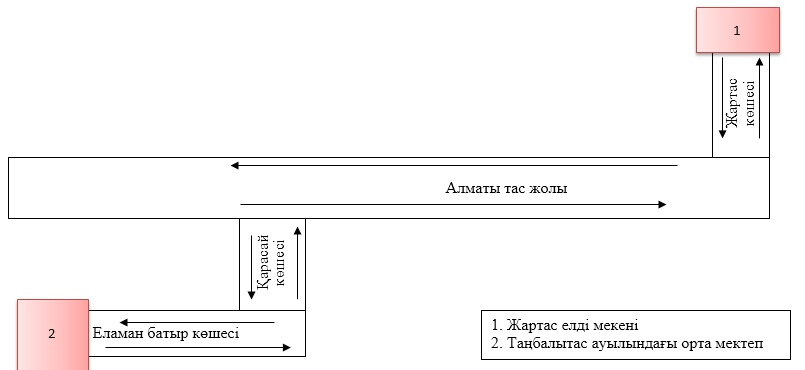 1
Жартас
көшесі
Алматы тас жолы
Қарасай
көшесі
2
Еламан батыр көшесі
1. Жартас елді мекені
2. Таңбалытас ауылындағы орта мектеп